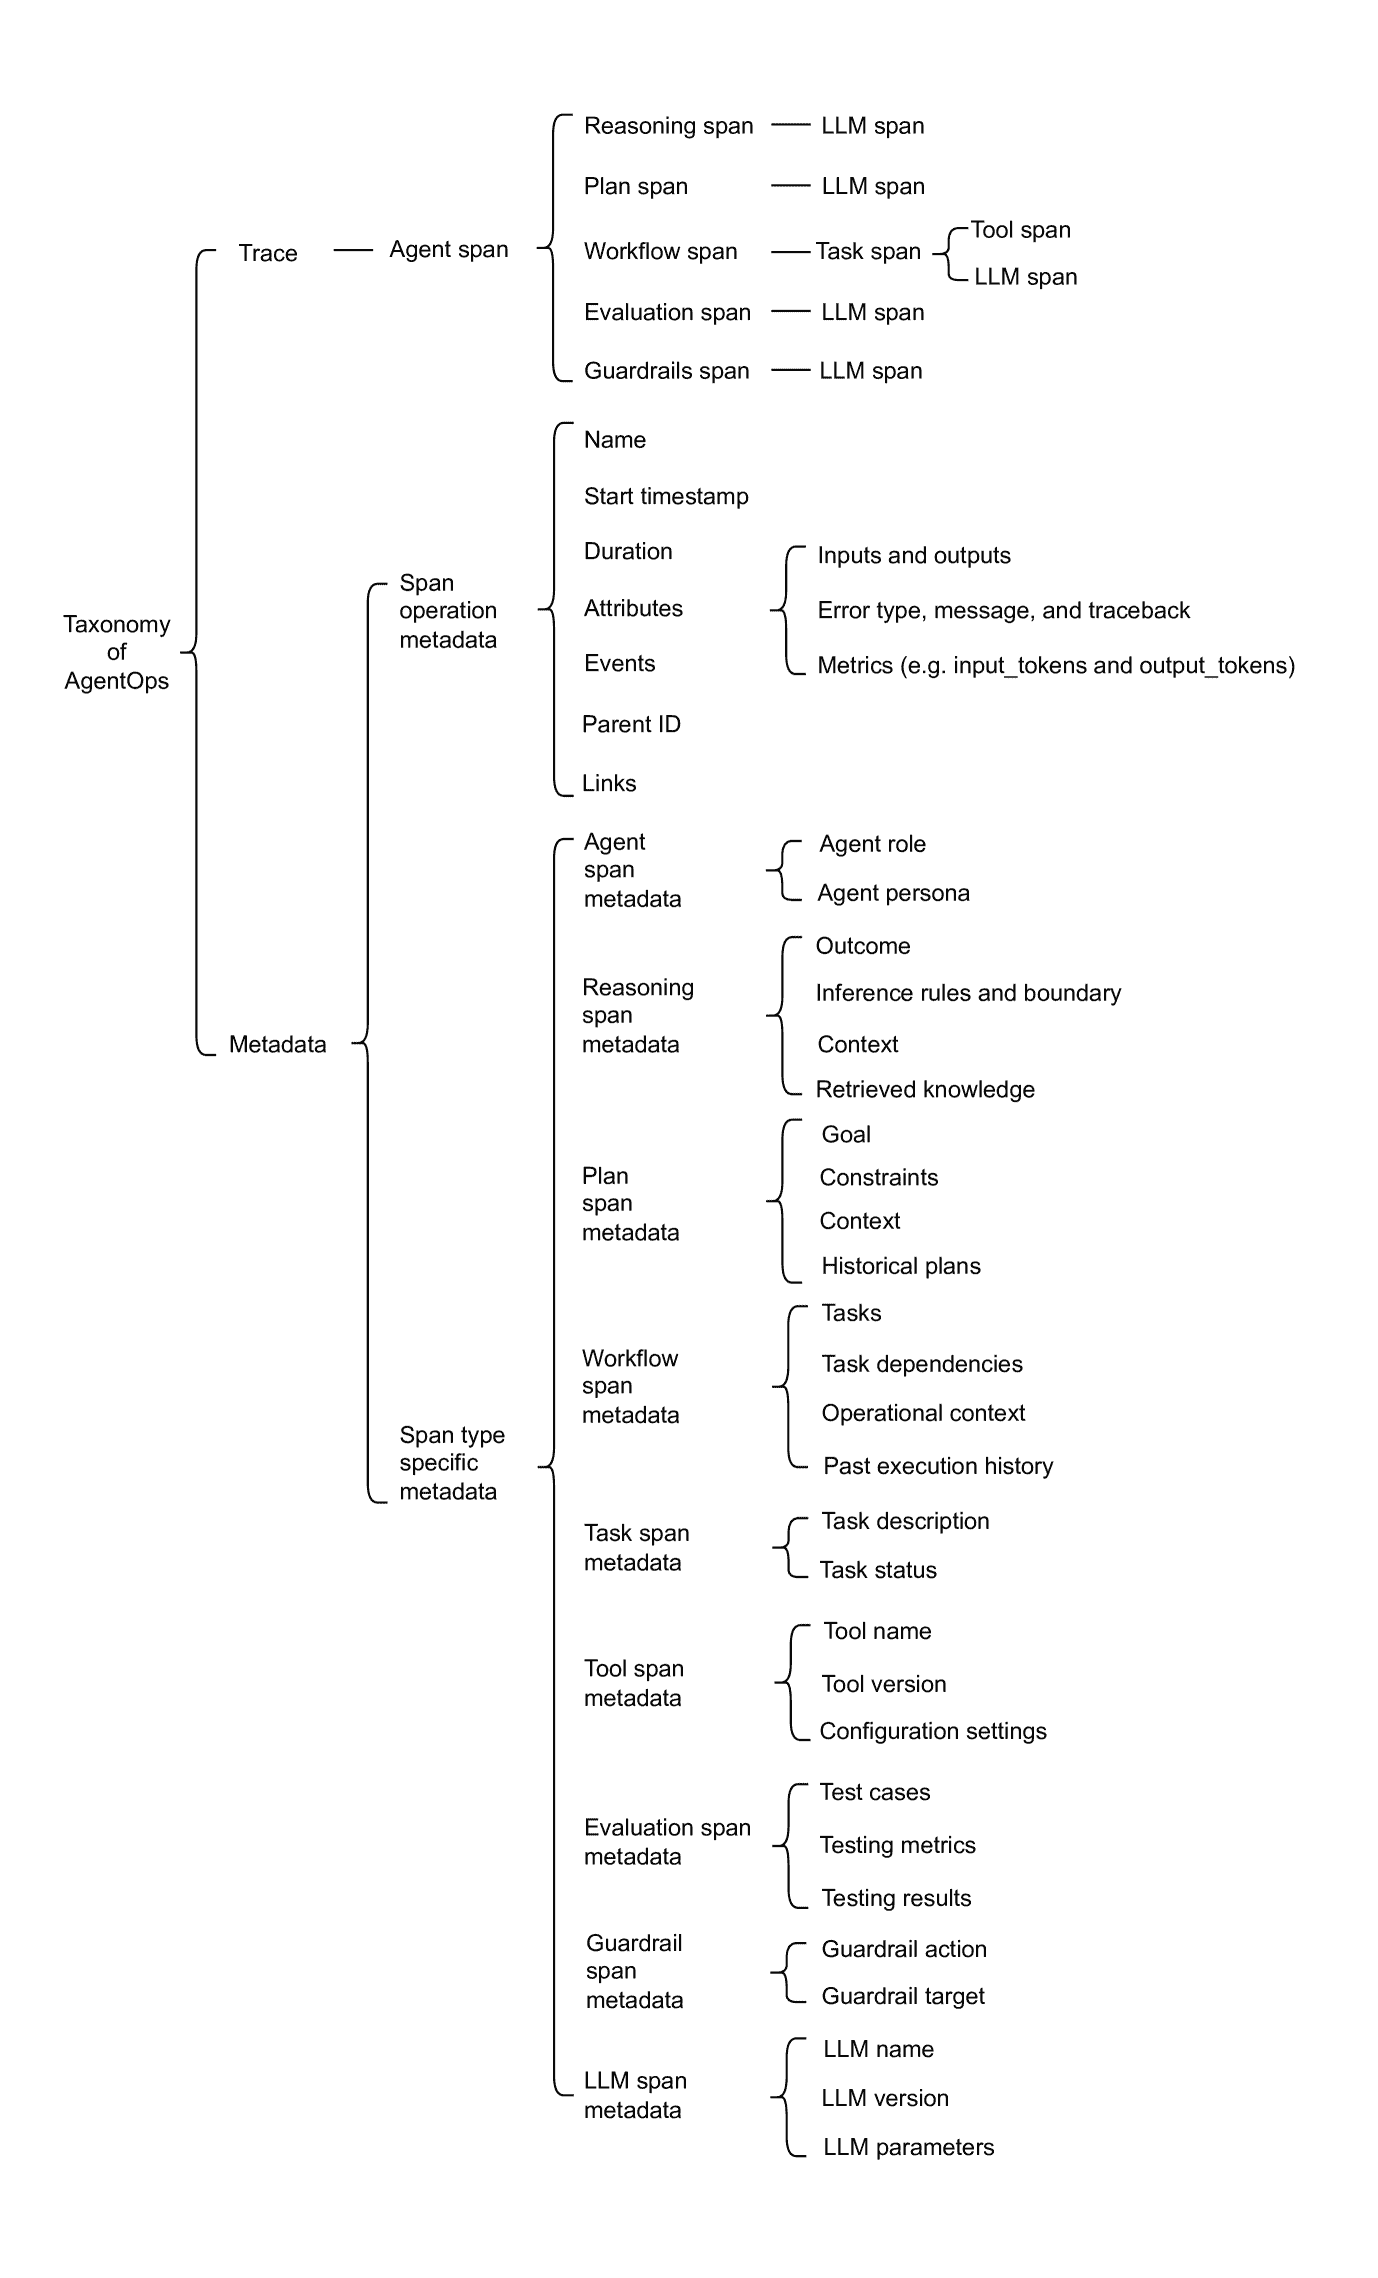 Taxonomy
of
AgentOps
Trace
Agent span
Reasoning span
LLM span
Plan span
LLM span
Workflow span
Task span
Tool span
LLM span
Evaluation span
LLM span
Guardrails span
LLM span
Metadata
Span
operation
metadata
Name
Start timestamp
Duration
Attributes
Inputs and outputs
Error type, message, and traceback
Metrics (e.g. input_tokens and output_tokens)
Events
Parent ID
Links
Span type
specific
metadata
Agent
span
metadata
Agent role
Agent persona
Reasoning
span
metadata
Outcome
Inference rules and boundary
Context
Retrieved knowledge
Plan
span
metadata
Goal
Constraints
Context
Historical plans
Workflow
span
metadata
Tasks
Task dependencies
Operational context
Past execution history
Task span
metadata
Task description
Task status
Tool span
metadata
Tool name
Tool version
Configuration settings
Evaluation span
metadata
Test cases
Testing metrics
Testing results
Guardrail
span
metadata
Guardrail action
Guardrail target
LLM span
metadata
LLM name
LLM version
LLM parameters